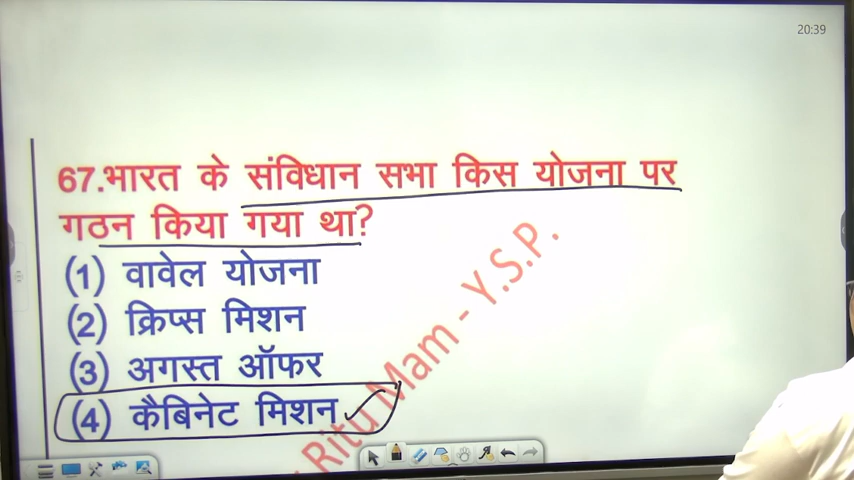 20:39
67.भारत के संविधान सभा किस योजना पर
गठन किया गया था?
(1) वावेल योजना
(2) क्रिप्स मिशन
(3) अगस्त ऑफर
(4) कैबिनेट मिशन
Ritu Mam - Y.S.P.